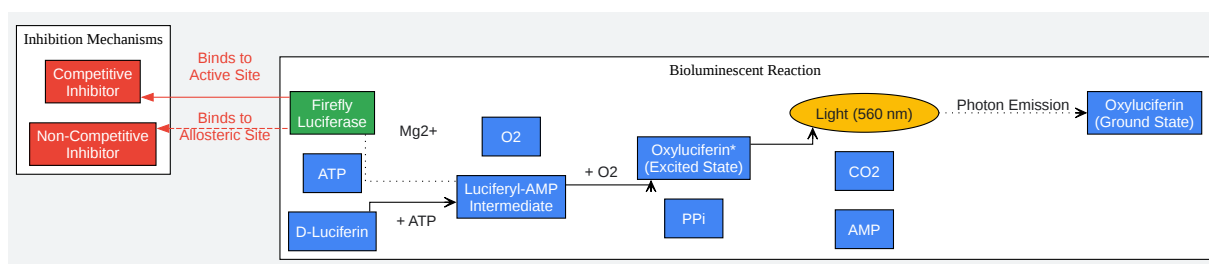 Inhibition Mechanisms
Competitive
Inhibitor
Non-Competitive
Inhibitor
Binds to
Active Site
Binds to
Allosteric Site
Bioluminescent Reaction
Firefly
Luciferase
Mg2+
O2
ATP
D-Luciferin
+ ATP
Luciferyl-AMP
Intermediate
+ O2
Oxyluciferin*
(Excited State)
PPi
Light (560 nm)
CO2
AMP
Photon Emission
Oxyluciferin
(Ground State)